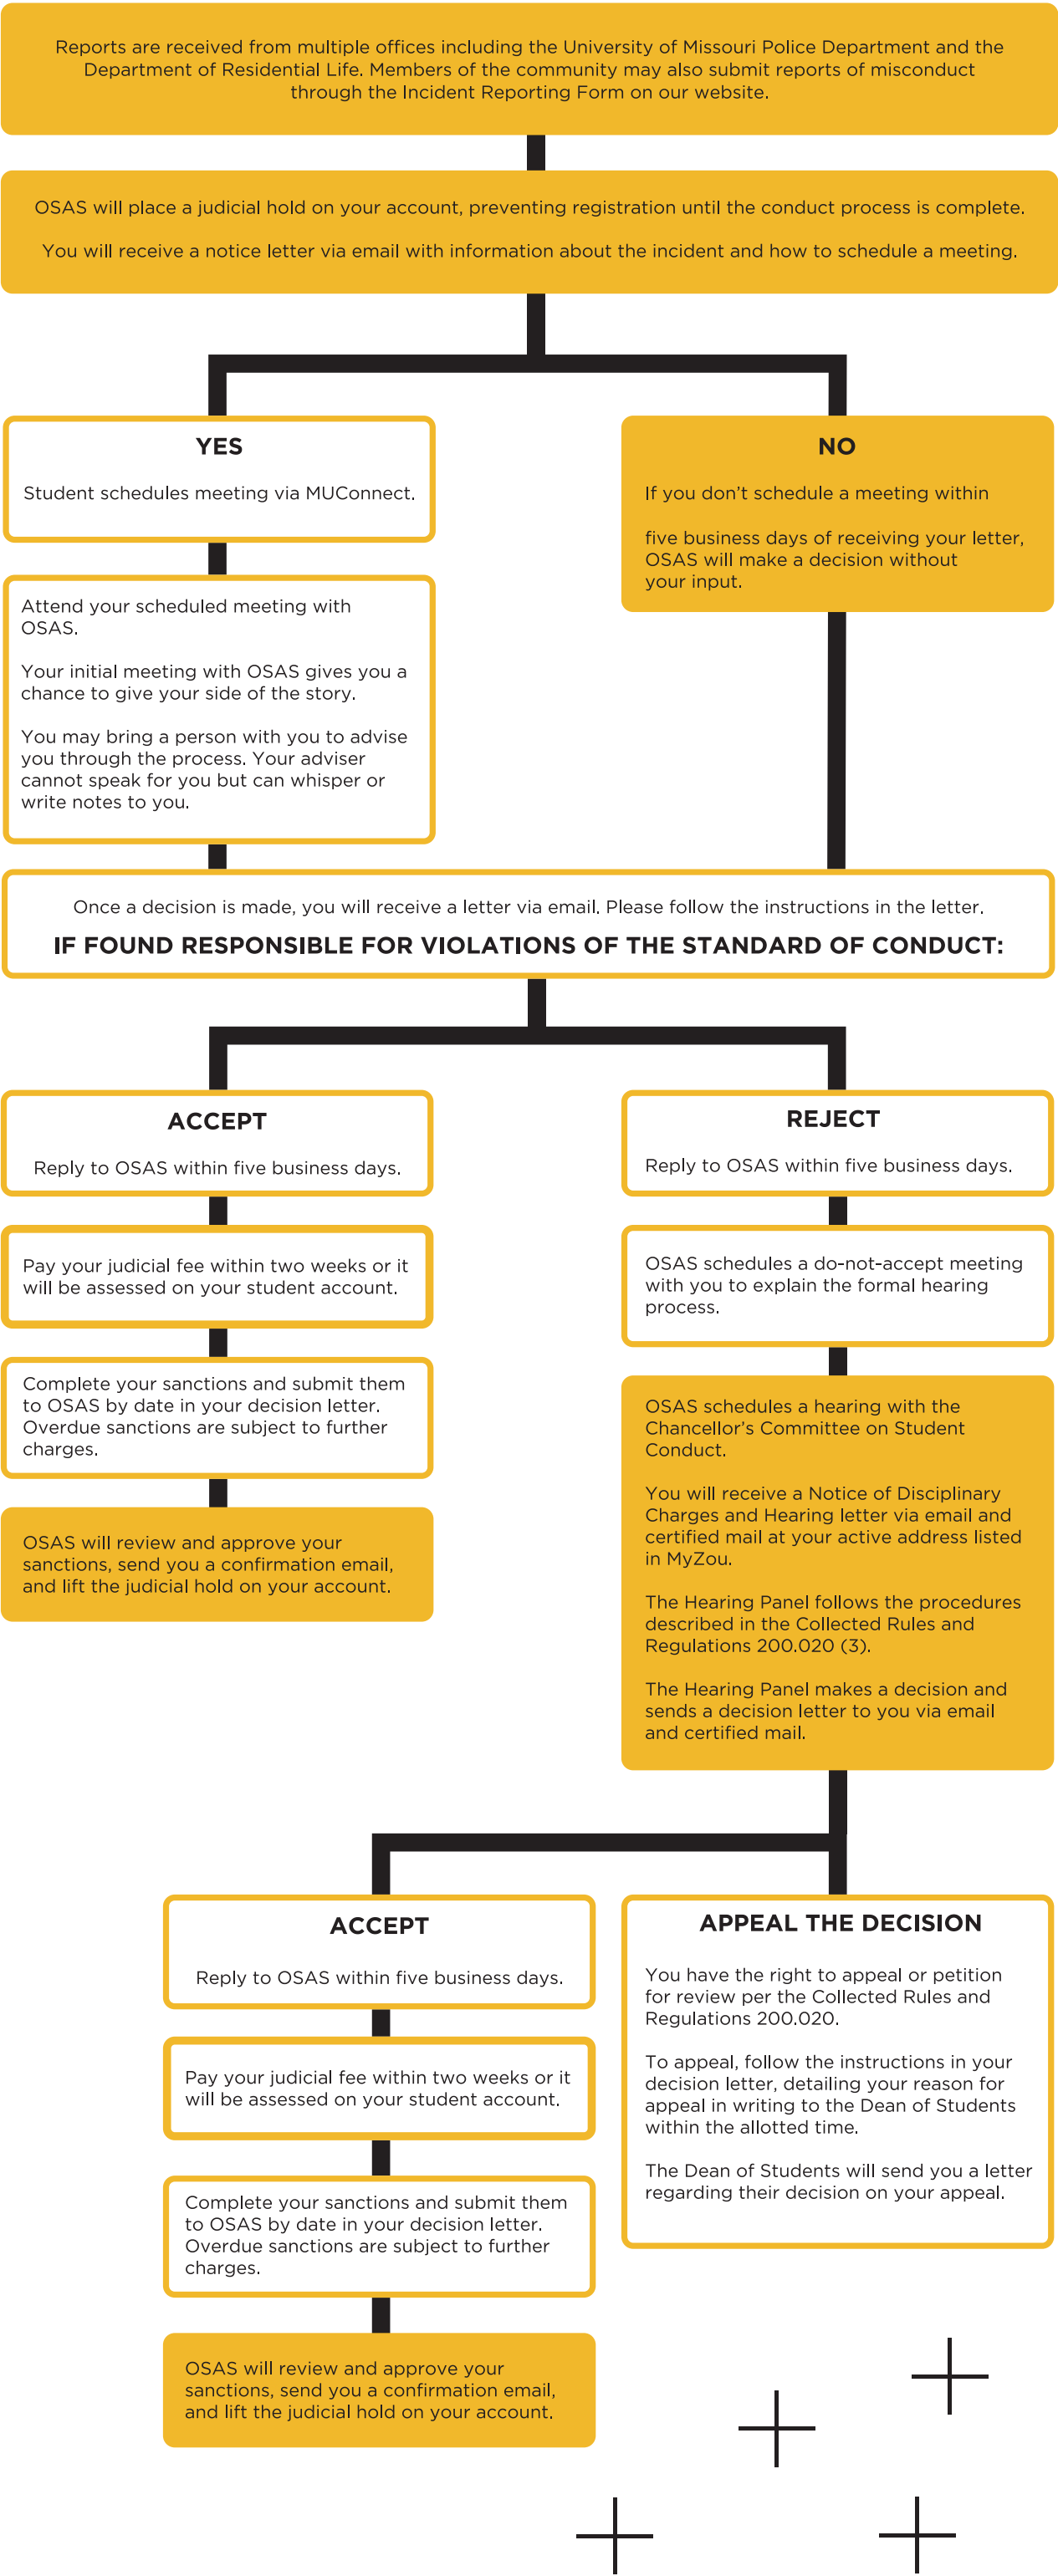 Reports are received from multiple offices including the University of Missouri Police Department and the
Department of Residential Life. Members of the community may also submit reports of misconduct
through the Incident Reporting Form on our website.
OSAS will place a judicial hold on your account, preventing registration until the conduct process is complete.
You will receive a notice letter via email with information about the incident and how to schedule a meeting.
YES
Student schedules meeting via MUConnect.
NO
If you don't schedule a meeting within
five business days of receiving your letter,
OSAS will make a decision without
your input.
Attend your scheduled meeting with
OSAS.
Your initial meeting with OSAS gives you a
chance to give your side of the story.
You may bring a person with you to advise
you through the process. Your adviser
cannot speak for you but can whisper or
write notes to you.
Once a decision is made, you will receive a letter via email. Please follow the instructions in the letter.
IF FOUND RESPONSIBLE FOR VIOLATIONS OF THE STANDARD OF CONDUCT:
ACCEPT
Reply to OSAS within five business days.
Pay your judicial fee within two weeks or it
will be assessed on your student account.
Complete your sanctions and submit them
to OSAS by date in your decision letter.
Overdue sanctions are subject to further
charges.
OSAS will review and approve your
sanctions, send you a confirmation email,
and lift the judicial hold on your account.
REJECT
Reply to OSAS within five business days.
OSAS schedules a do-not-accept meeting
with you to explain the formal hearing
process.
OSAS schedules a hearing with the
Chancellor's Committee on Student
Conduct.
You will receive a Notice of Disciplinary
Charges and Hearing letter via email and
certified mail at your active address listed
in MyZou.
The Hearing Panel follows the procedures
described in the Collected Rules and
Regulations 200.020 (3).
The Hearing Panel makes a decision and
sends a decision letter to you via email
and certified mail.
ACCEPT
Reply to OSAS within five business days.
Pay your judicial fee within two weeks or it
will be assessed on your student account.
Complete your sanctions and submit them
to OSAS by date in your decision letter.
Overdue sanctions are subject to further
charges.
OSAS will review and approve your
sanctions, send you a confirmation email,
and lift the judicial hold on your account.
APPEAL THE DECISION
You have the right to appeal or petition
for review per the Collected Rules and
Regulations 200.020.
To appeal, follow the instructions in your
decision letter, detailing your reason for
appeal in writing to the Dean of Students
within the allotted time.
The Dean of Students will send you a letter
regarding their decision on your appeal.